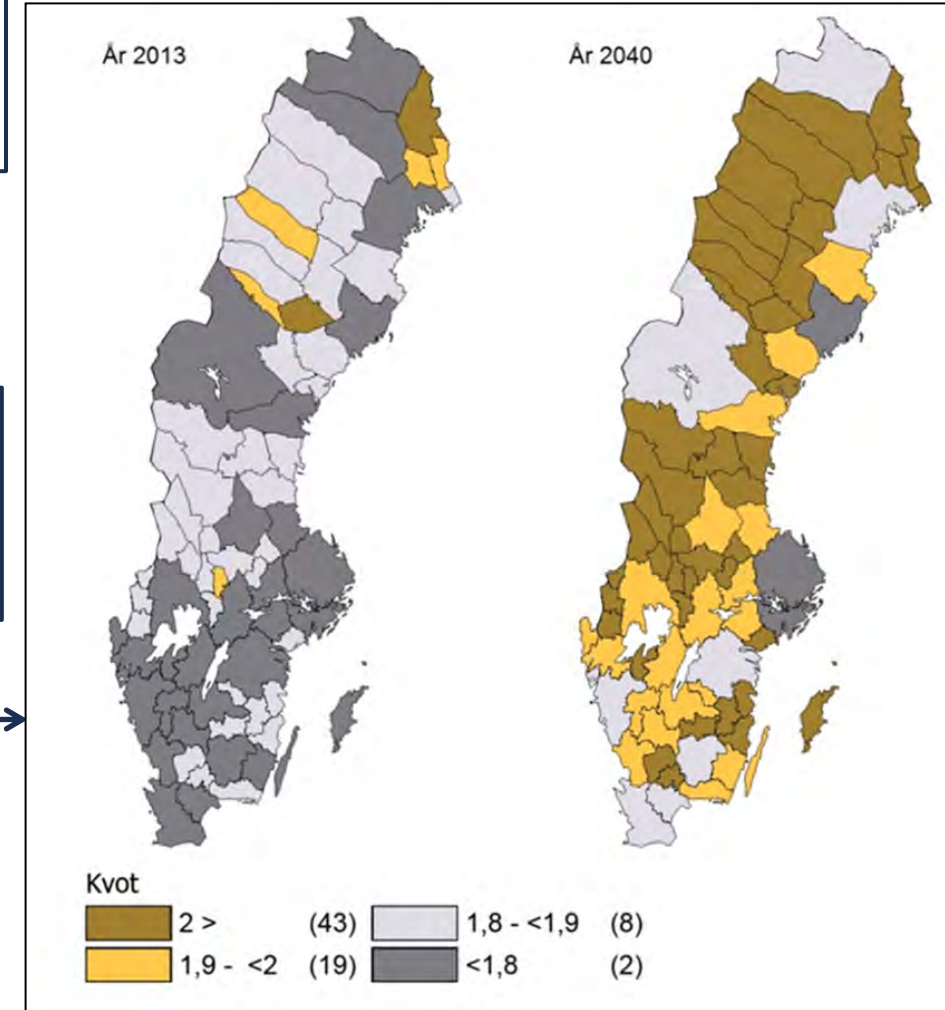 År 2013
År 2040
Kvot
2 > (43) 1,8 - <1,9 (8)
1,9 - <2 (19) <1,8 (2)